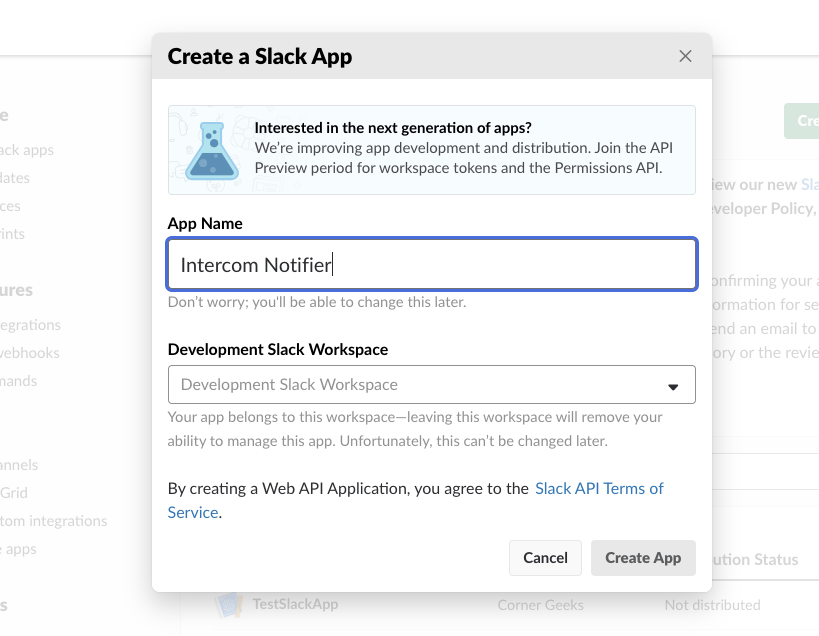 Create a Slack App
Interested in the next generation of apps?
We're improving app development and distribution. Join the API
Preview period for workspace tokens and the Permissions API.
App Name
Intercom Notifier
Don't worry; you'll be able to change this later.
Development Slack Workspace
Development Slack Workspace
Your app belongs to this workspace—leaving this workspace will remove your
ability to manage this app. Unfortunately, this can't be changed later.
By creating a Web API Application, you agree to the Slack API Terms of
Service.
Cancel
Create App
ack apps
dates
ces
ints
ures
egrations
webhooks
mands
annels
Grid
tom integrations
e apps
s
Cre
iew our new Sla
eveloper Policy,
onfirming your a
ormation for se
end an email to
ory or the revie
ution Status
TestSlackApp
Corner Geeks
Not distributed